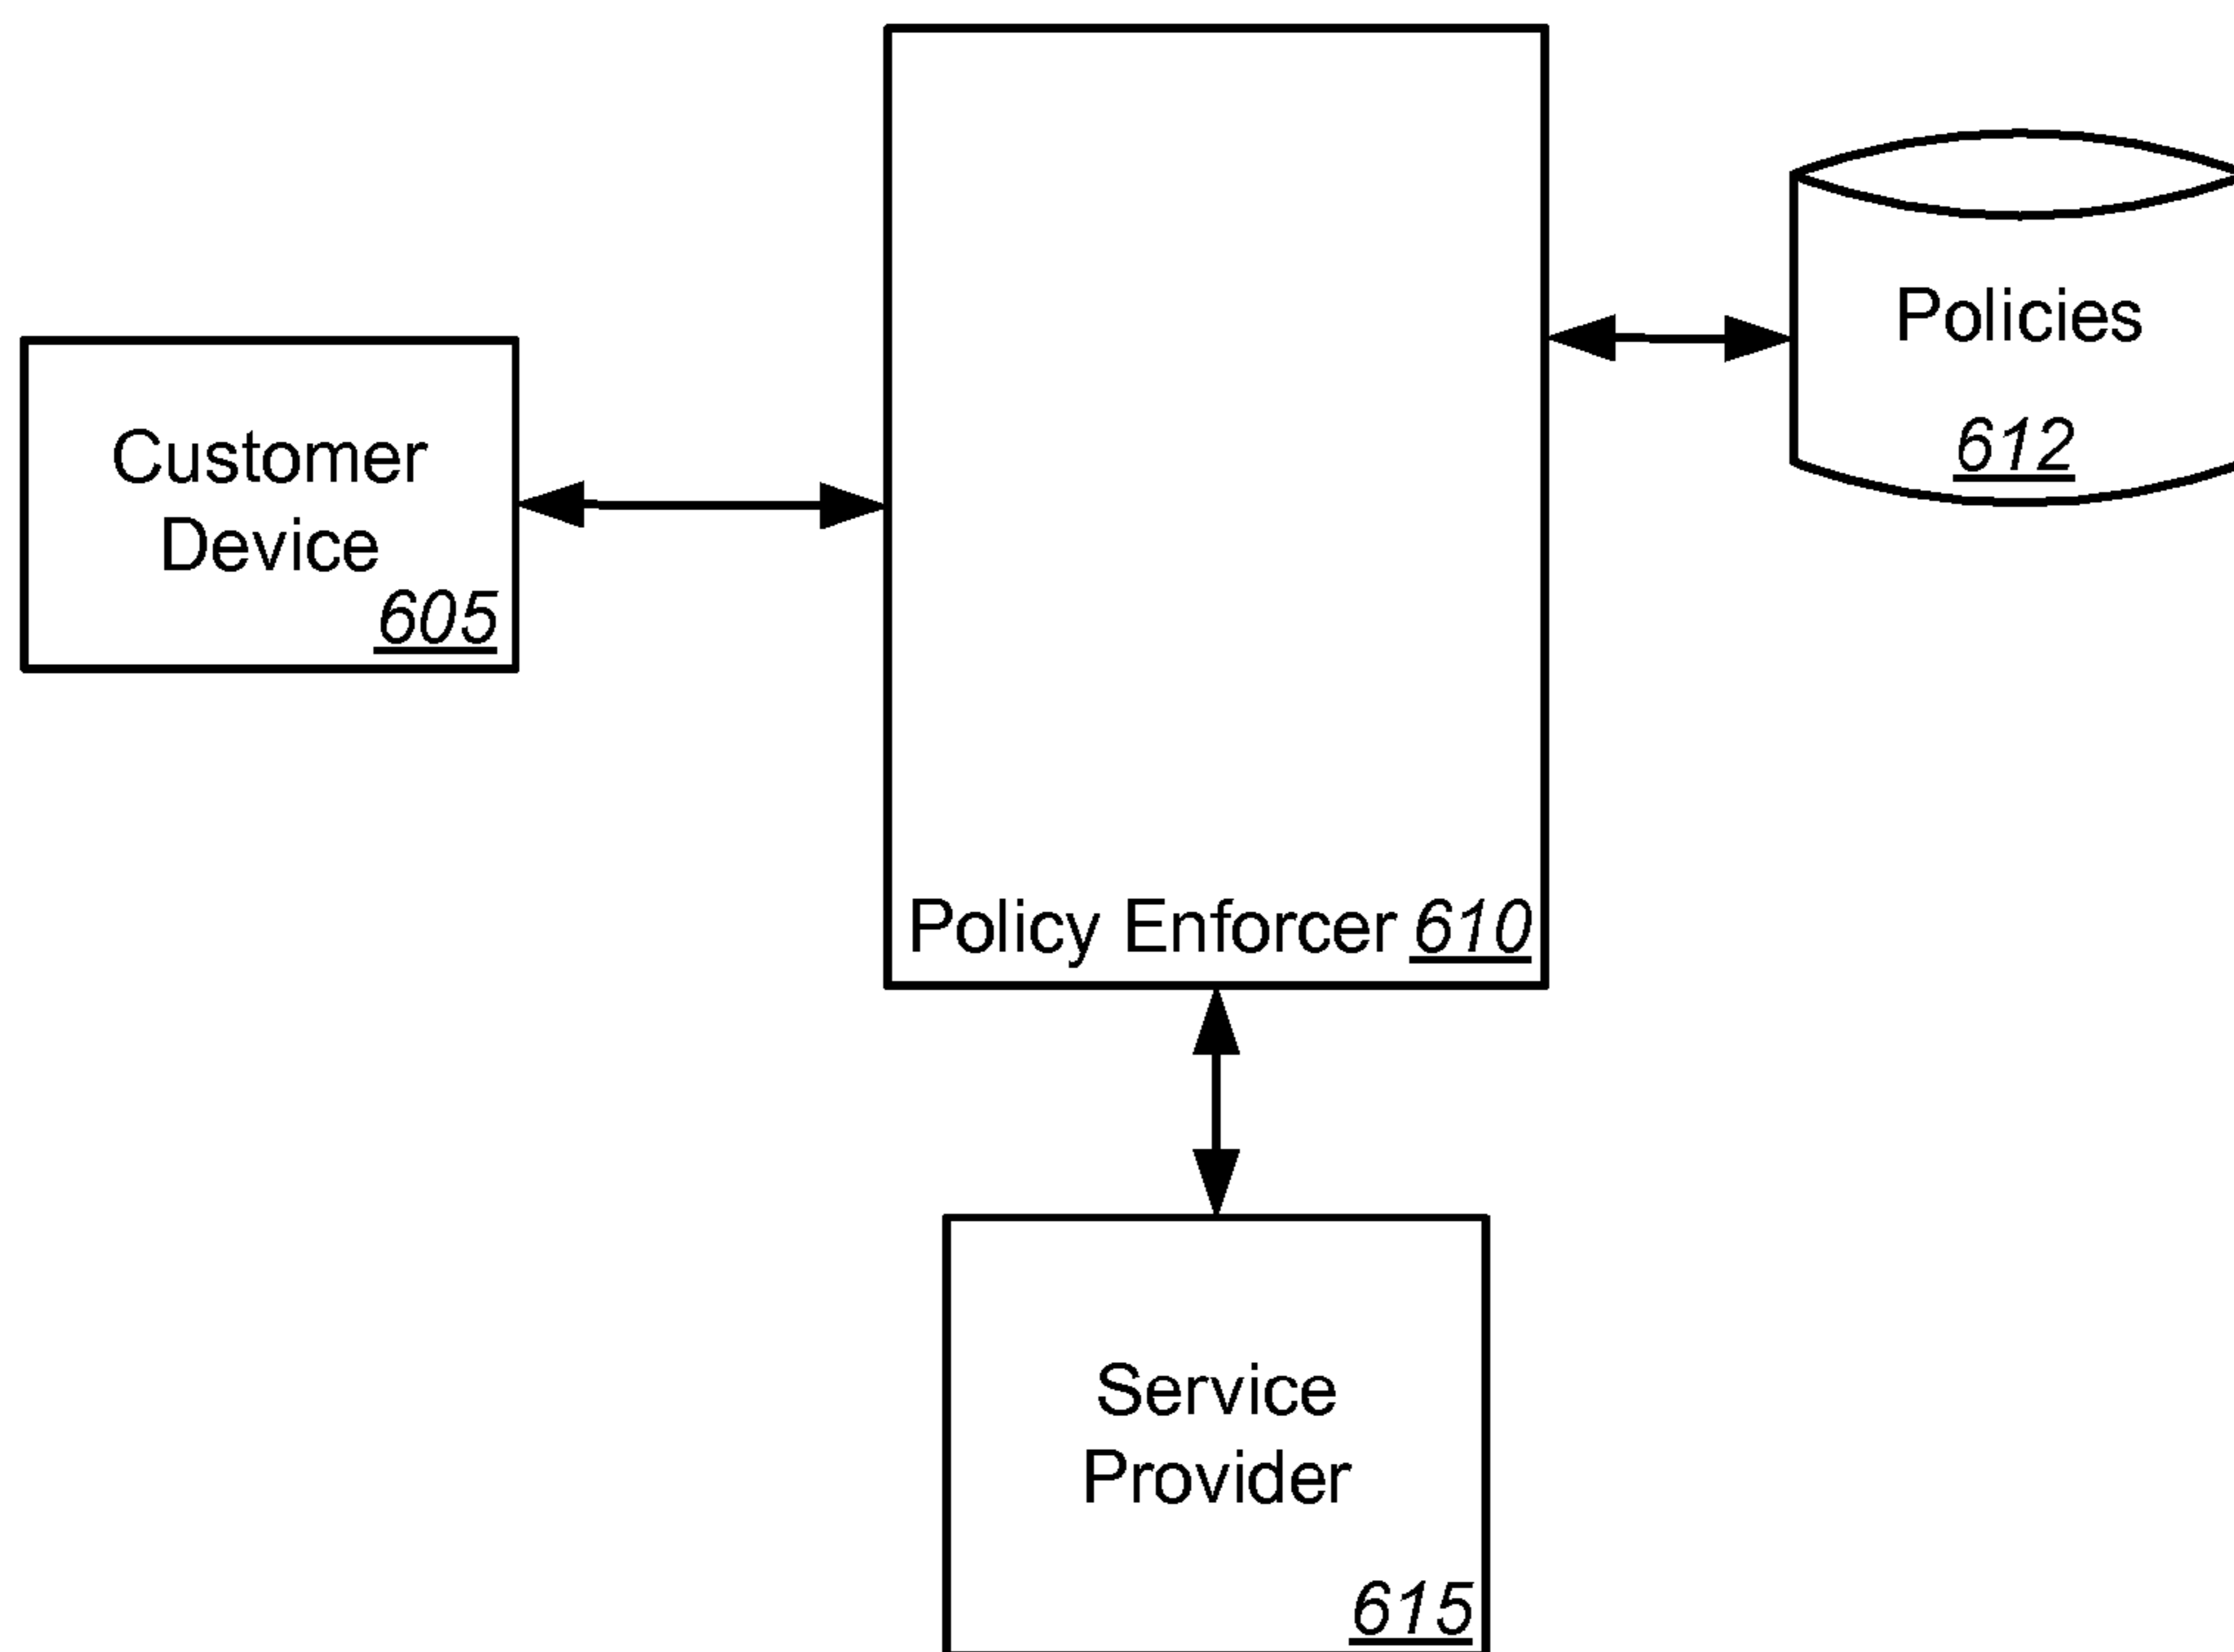 Policies
612
Customer
Device
605
Policy Enforcer 610
Service
Provider
615